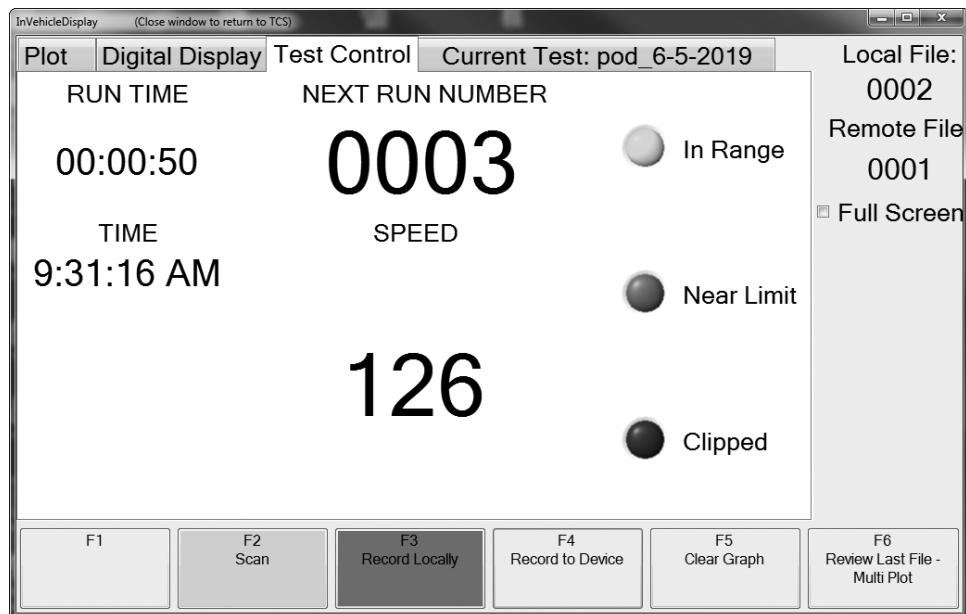 InVehicleDisplay (Close window to return to TCS)
Plot Digital Display Test Control Current Test: pod_6-5-2019
Local File:
0002
Remote File
0001
Full Screen
RUN TIME NEXT RUN NUMBER
00:00:50 0003 In Range
TIME SPEED
9:31:16 AM
Near Limit
126
Clipped
F1 F2 F3 F4 F5 F6
Scan Record Locally Record to Device Clear Graph Review Last File -
Multi Plot